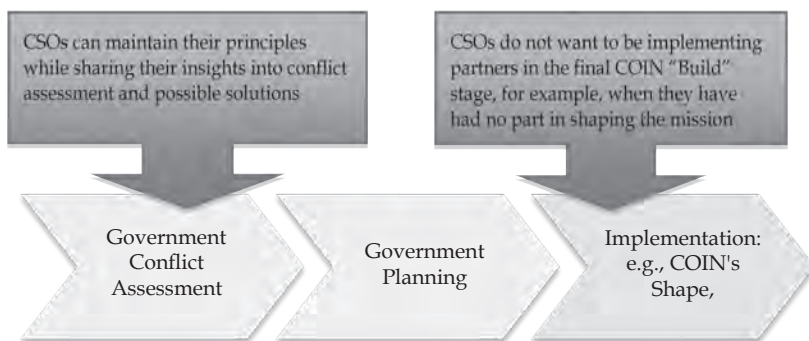 CSOs can maintain their principles
while sharing their insights into conflict
assessment and possible solutions
CSOs do not want to be implementing
partners in the final COIN “Build”
stage, for example, when they have
had no part in shaping the mission
Government
Conflict
Assessment
Government
Planning
Implementation:
e.g., COIN's
Shape,